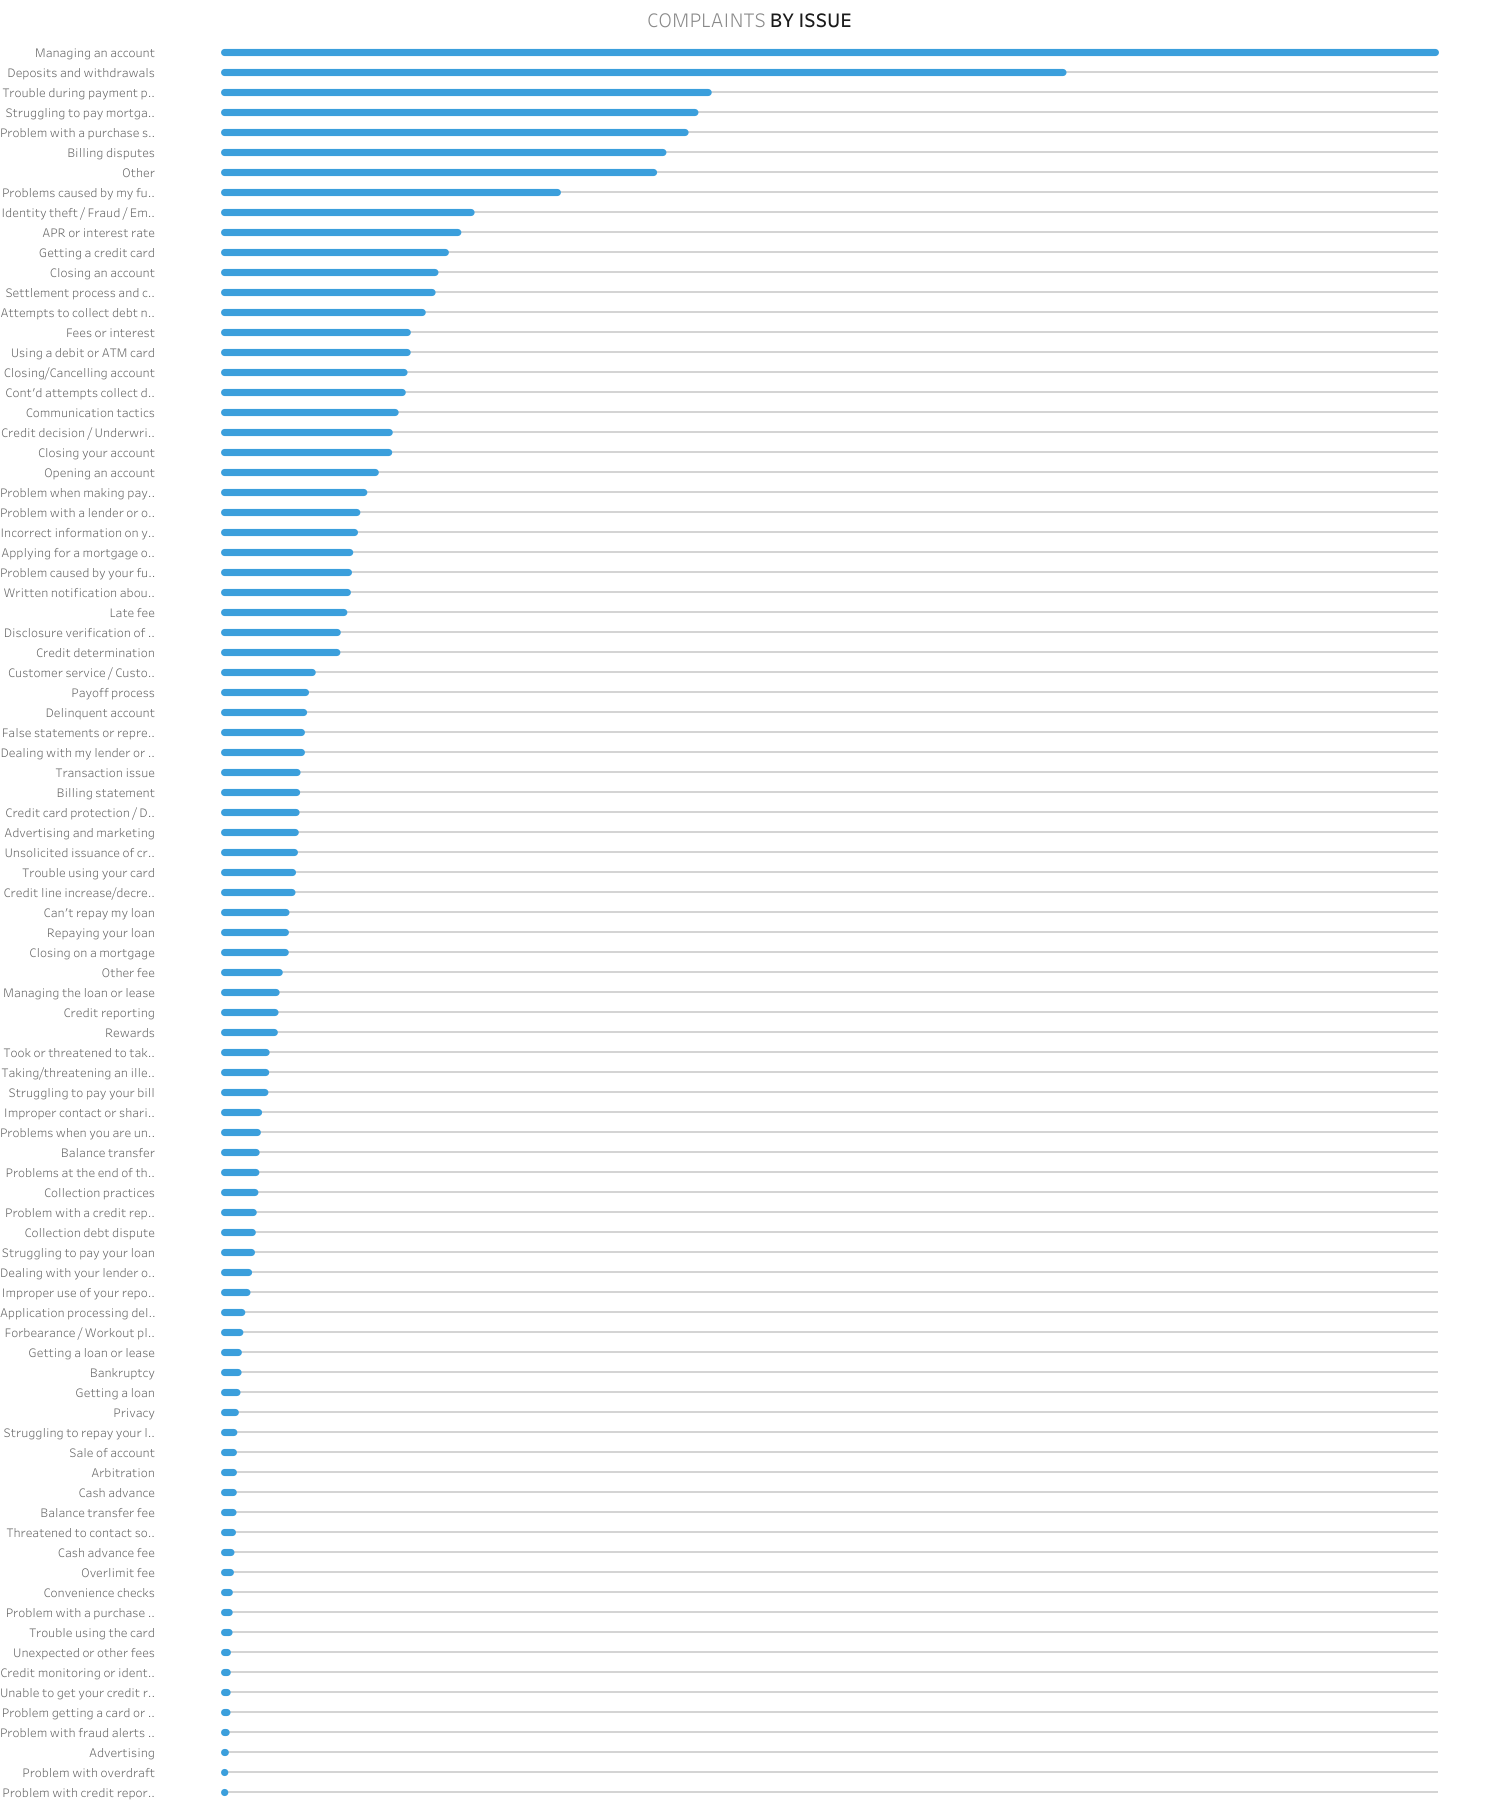 COMPLAINTS BY ISSUE
Managing an account
Deposits and withdrawals
Trouble during payment p..
Struggling to pay mortga..
Problem with a purchase s..
Billing disputes
Other
Problems caused by my fu..
Identity theft / Fraud / Em..
APR or interest rate
Getting a credit card
Closing an account
Settlement process and c..
Attempts to collect debt n..
Fees or interest
Using a debit or ATM card
Closing/Cancelling account
Cont'd attempts collect d..
Communication tactics
Credit decision / Underwri..
Closing your account
Opening an account
Problem when making pay..
Problem with a lender or o..
Incorrect information on y..
Applying for a mortgage o..
Problem caused by your fu..
Written notification abou..
Late fee
Disclosure verification of ..
Credit determination
Customer service / Custo..
Payoff process
Delinquent account
False statements or repre..
Dealing with my lender or ..
Transaction issue
Billing statement
Credit card protection / D..
Advertising and marketing
Unsolicited issuance of cr..
Trouble using your card
Credit line increase/decre..
Can't repay my loan
Repaying your loan
Closing on a mortgage
Other fee
Managing the loan or lease
Credit reporting
Rewards
Took or threatened to tak..
Taking/threatening an ille..
Struggling to pay your bill
Improper contact or shari..
Problems when you are un..
Balance transfer
Problems at the end of th..
Collection practices
Problem with a credit rep..
Collection debt dispute
Struggling to pay your loan
Dealing with your lender o..
Improper use of your repo..
Application processing del..
Forbearance / Workout pl..
Getting a loan or lease
Bankruptcy
Getting a loan
Privacy
Struggling to repay your l..
Sale of account
Arbitration
Cash advance
Balance transfer fee
Threatened to contact so..
Cash advance fee
Overlimit fee
Convenience checks
Problem with a purchase ..
Trouble using the card
Unexpected or other fees
Credit monitoring or ident..
Unable to get your credit r..
Problem getting a card or ..
Problem with fraud alerts ..
Advertising
Problem with overdraft
Problem with credit repor..